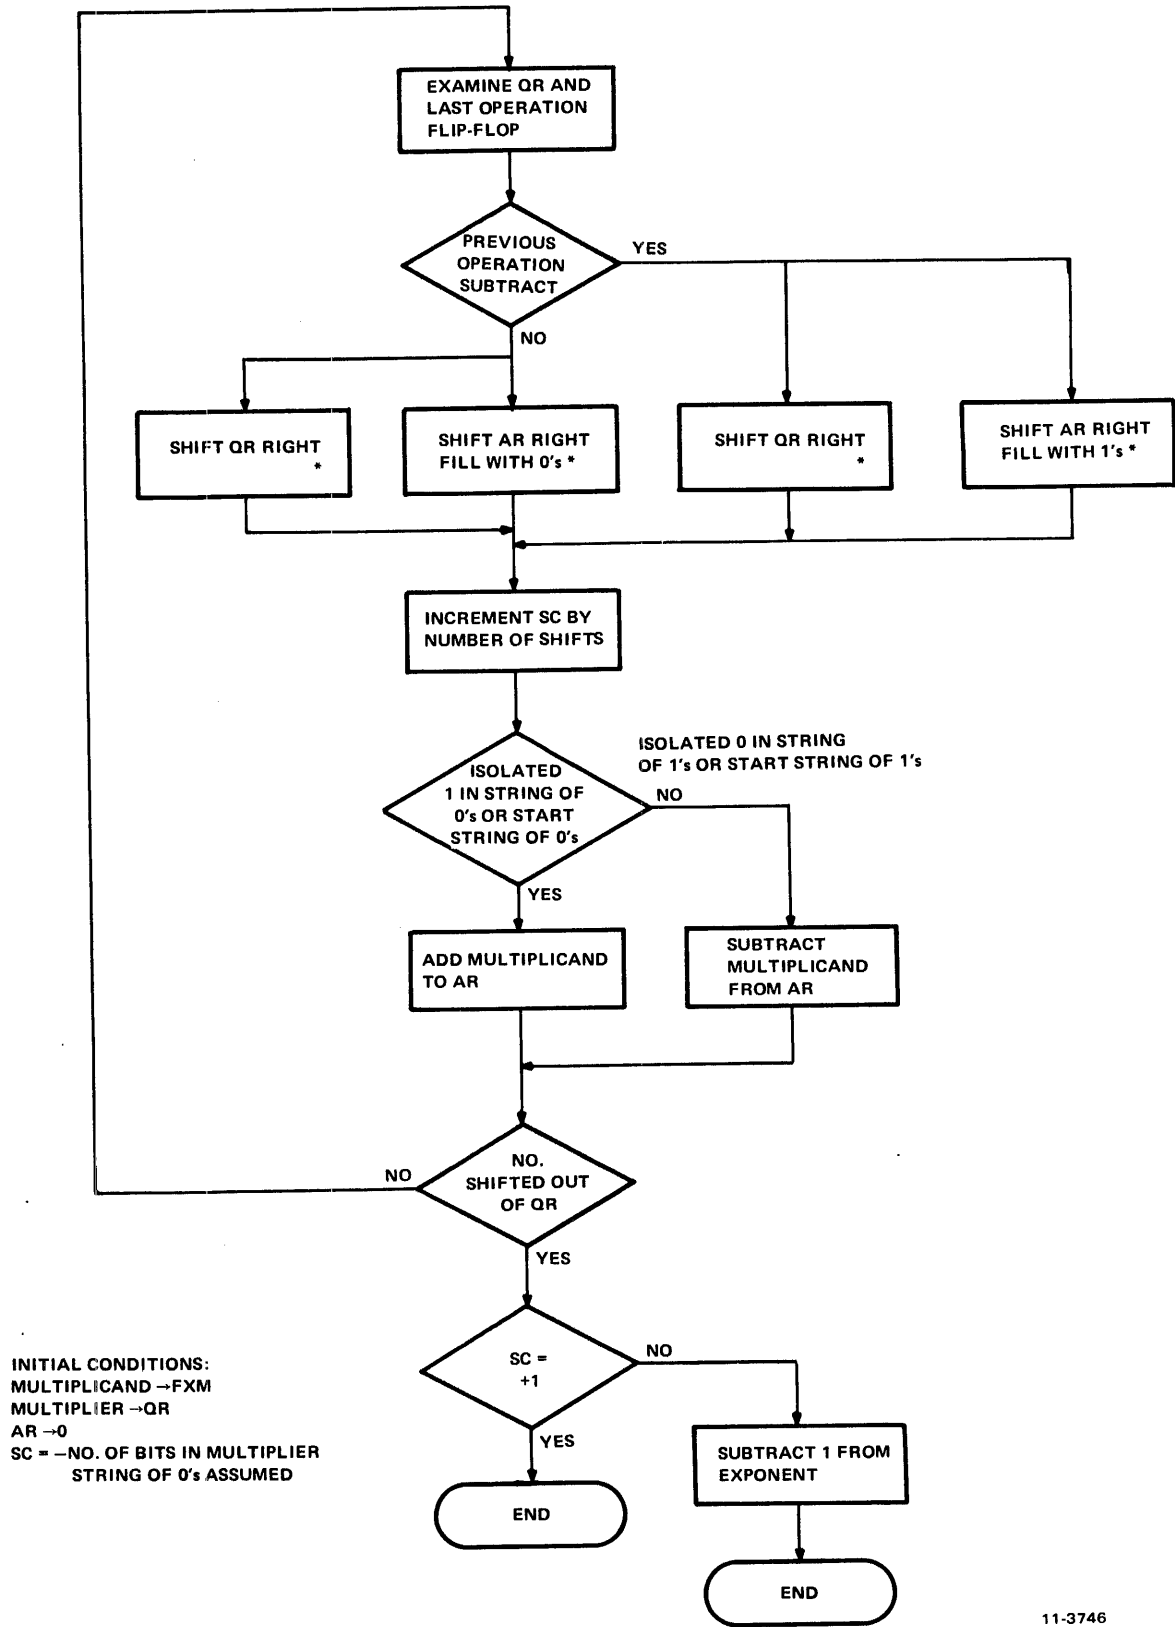 EXAMINE QR AND
LAST OPERATION
FLIP-FLOP
PREVIOUS
OPERATION
SUBTRACT
YES
NO
SHIFT QR RIGHT
*
SHIFT AR RIGHT
FILL WITH 0's *
SHIFT QR RIGHT
*
SHIFT AR RIGHT
FILL WITH 1's *
INCREMENT SC BY
NUMBER OF SHIFTS
ISOLATED
1 IN STRING OF
0's OR START
STRING OF 0's
ISOLATED 0 IN STRING
OF 1's OR START STRING OF 1's
NO
YES
ADD MULTIPLICAND
TO AR
SUBTRACT
MULTIPLICAND
FROM AR
NO.
SHIFTED OUT
OF QR
NO
YES
SC =
+1
NO
YES
SUBTRACT 1 FROM
EXPONENT
END
END
INITIAL CONDITIONS:
MULTIPLICAND →FXM
MULTIPLIER →QR
AR →0
SC = −NO. OF BITS IN MULTIPLIER
STRING OF 0's ASSUMED
11-3746